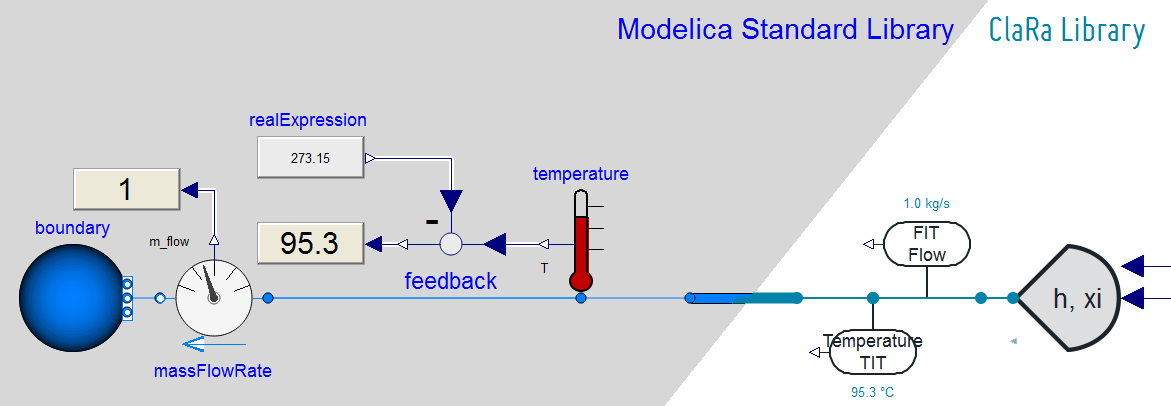 Modelica Standard Library
ClaRa Library
realExpression
273.15
temperature
1
1.0 kg/s
boundary
m_flow
95.3
-
FIT
Flow
T
feedback
h, xi
Temperature
TIT
massFlowRate
95.3 °C